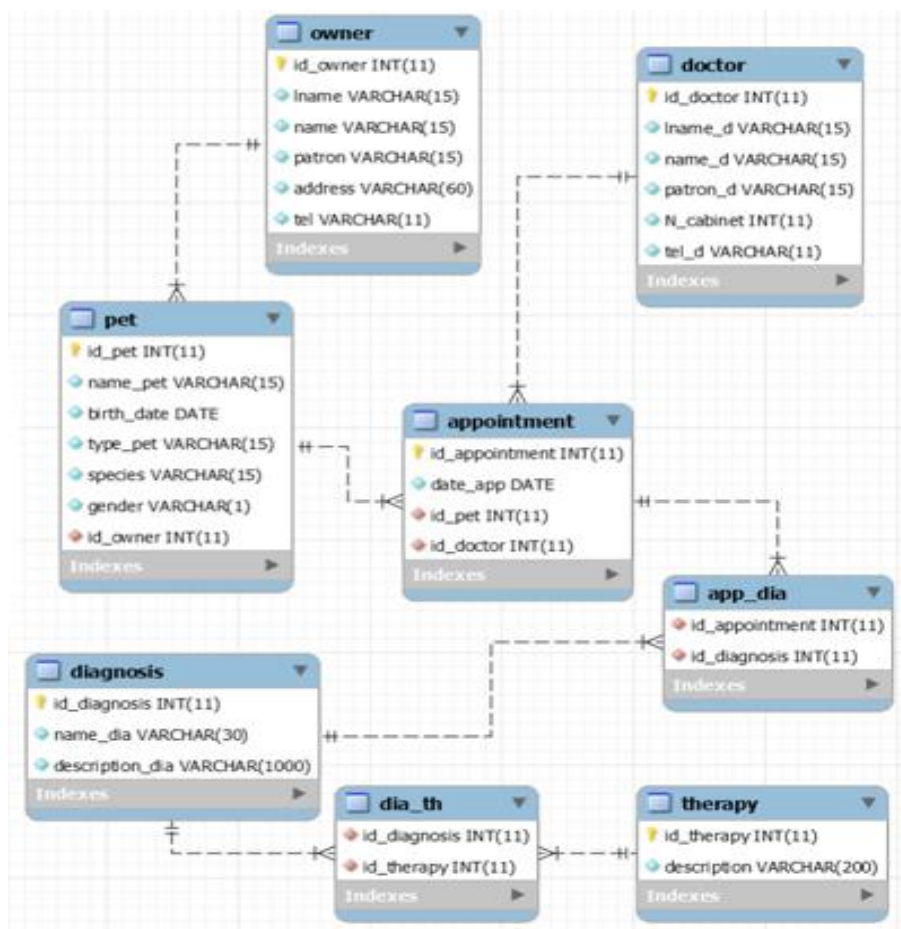 owner
id_owner INT(11)
lname VARCHAR(15)
name VARCHAR(15)
patron VARCHAR(15)
address VARCHAR(60)
tel VARCHAR(11)
Indexes
doctor
id_doctor INT(11)
lname_d VARCHAR(15)
name_d VARCHAR(15)
patron_d VARCHAR(15)
N_cabinet INT(11)
tel_d VARCHAR(11)
Indexes
pet
id_pet INT(11)
name_pet VARCHAR(15)
birth_date DATE
type_pet VARCHAR(15)
species VARCHAR(15)
gender VARCHAR(1)
id_owner INT(11)
Indexes
appointment
id_appointment INT(11)
date_app DATE
id_pet INT(11)
id_doctor INT(11)
Indexes
app_dia
id_appointment INT(11)
id_diagnosis INT(11)
Indexes
diagnosis
id_diagnosis INT(11)
name_dia VARCHAR(30)
description_dia VARCHAR(1000)
Indexes
dia_th
id_diagnosis INT(11)
id_therapy INT(11)
Indexes
therapy
id_therapy INT(11)
description VARCHAR(200)
Indexes